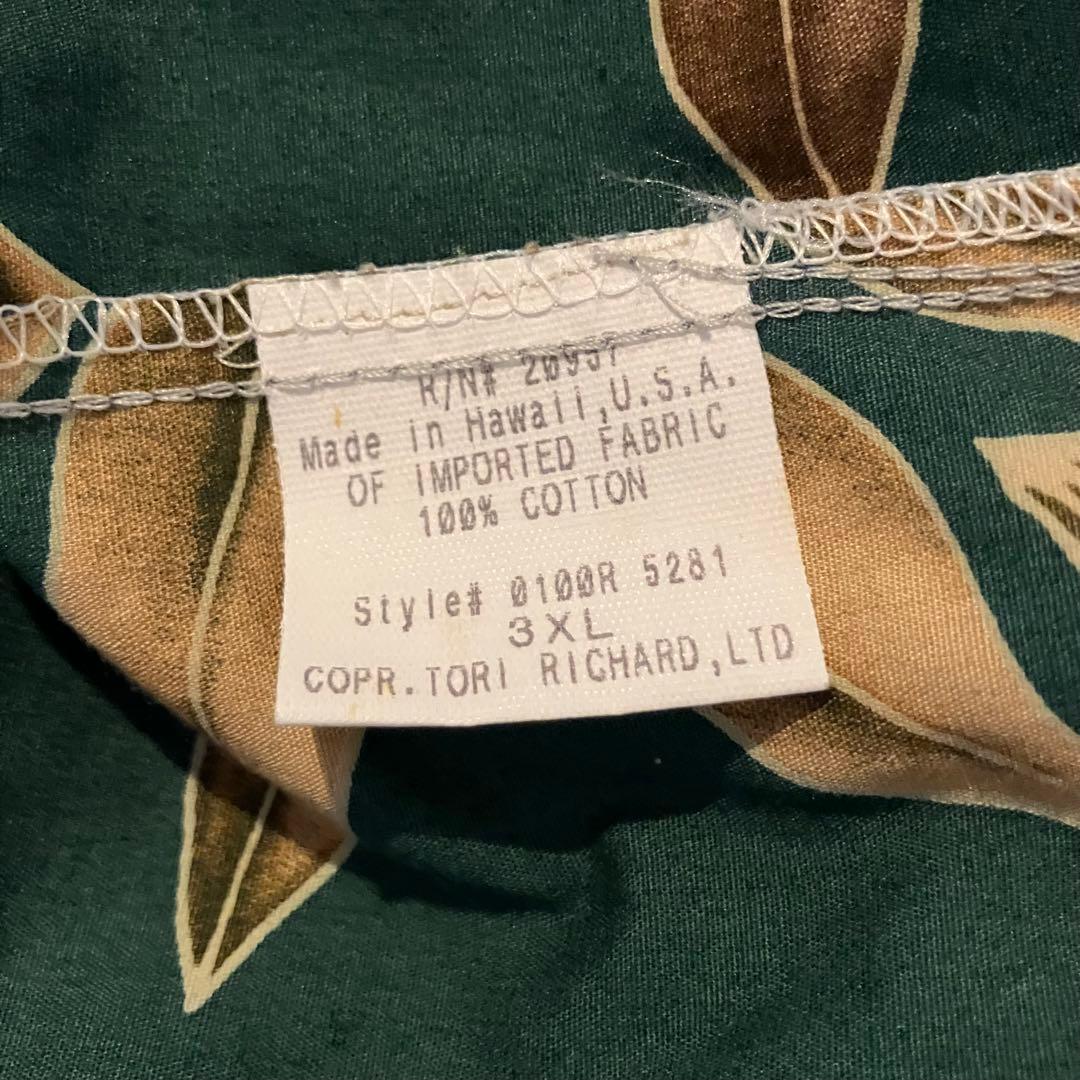 R/N# 20957
Made in Hawaii, U.S.A.
OF IMPORTED FABRIC
100% COTTON
Style# 0100R 5281
3XL
COPR. TORI RICHARD, LTD